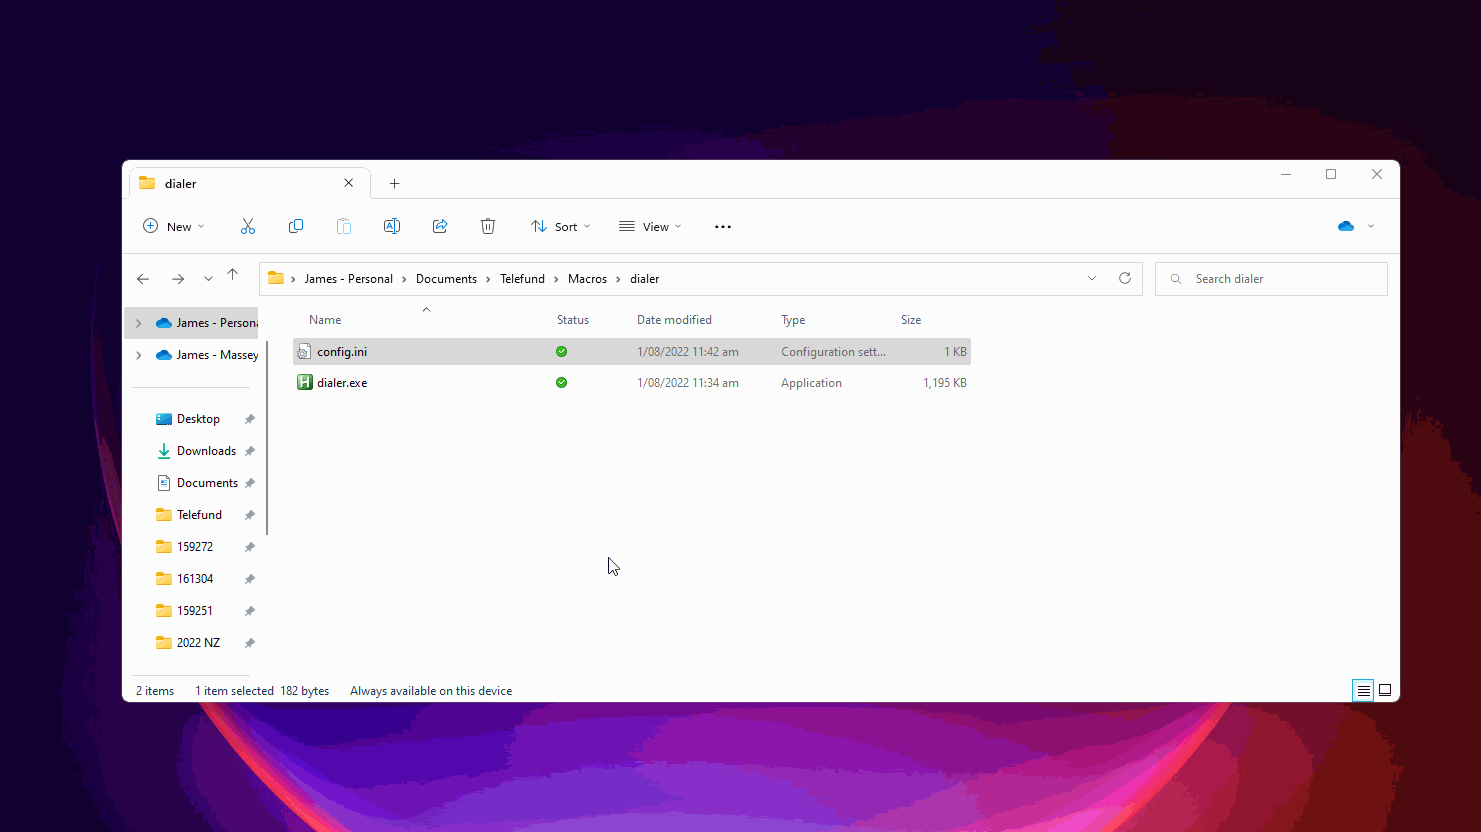 dialer
New
Sort
View
James - Personal
Documents
Telefund
Macros
dialer
Search dialer
Name
Status
Date modified
Type
Size
config.ini
1/08/2022 11:42 am
Configuration sett...
1 KB
dialer.exe
1/08/2022 11:34 am
Application
1,195 KB
James - Persona
James - Massey
Desktop
Downloads
Documents
Telefund
159272
161304
159251
2022 NZ
2 items
1 item selected 182 bytes
Always available on this device